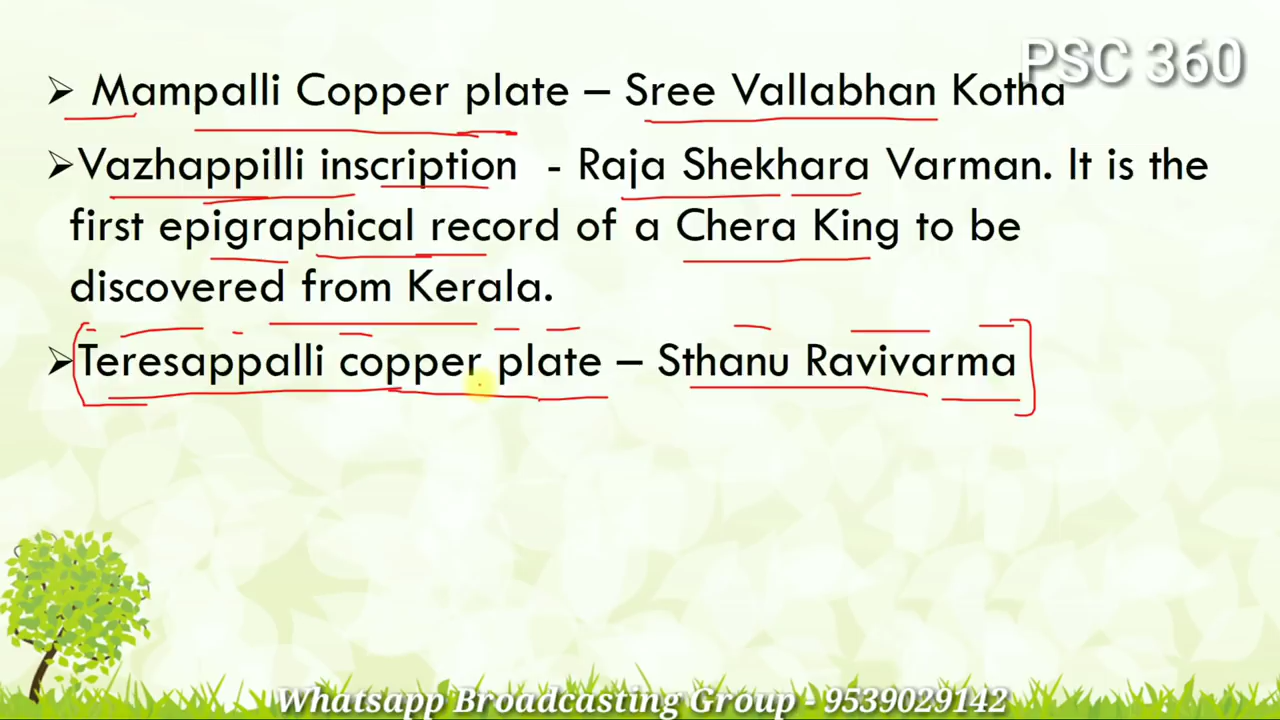 PSC 360
➢ Mampalli Copper plate – Sree Vallabhan Kotha
➢Vazhappilli inscription - Raja Shekhara Varman. It is the
first epigraphical record of a Chera King to be
discovered from Kerala.
➢Teresappalli copper plate – Sthanu Ravivarma
Whatsapp Broadcasting Group - 9539029142